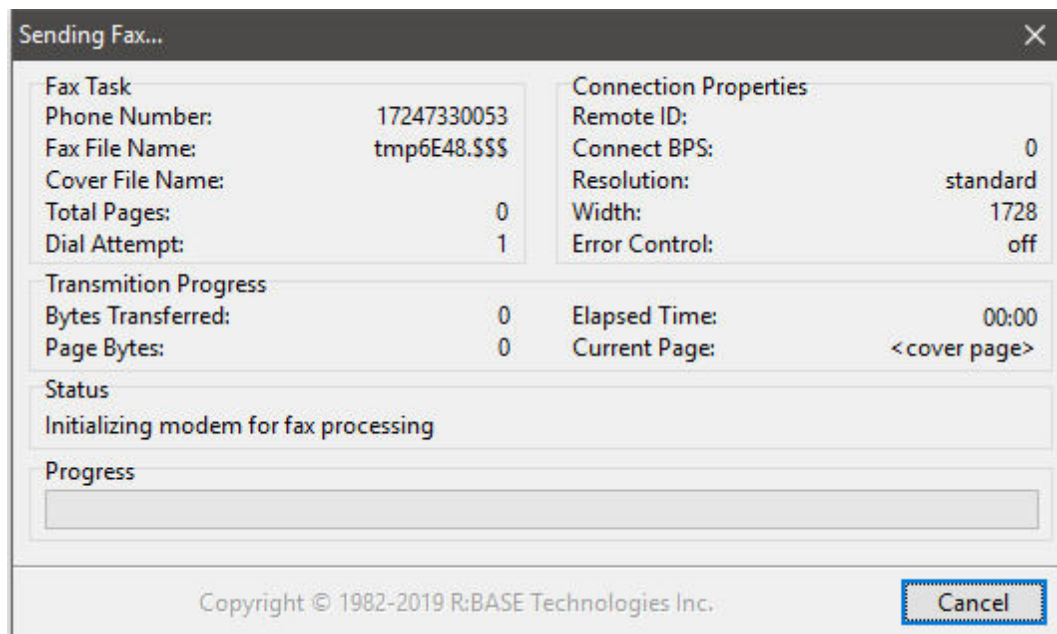 Sending Fax...
Fax Task
Phone Number: 17247330053
Fax File Name: tmp6E48.$$$
Cover File Name:
Total Pages: 0
Dial Attempt: 1
Connection Properties
Remote ID:
Connect BPS: 0
Resolution: standard
Width: 1728
Error Control: off
Transmition Progress
Bytes Transferred: 0
Page Bytes: 0
Elapsed Time: 00:00
Current Page: <cover page>
Status
Initializing modem for fax processing
Progress
Copyright © 1982-2019 R:BASE Technologies Inc.
Cancel